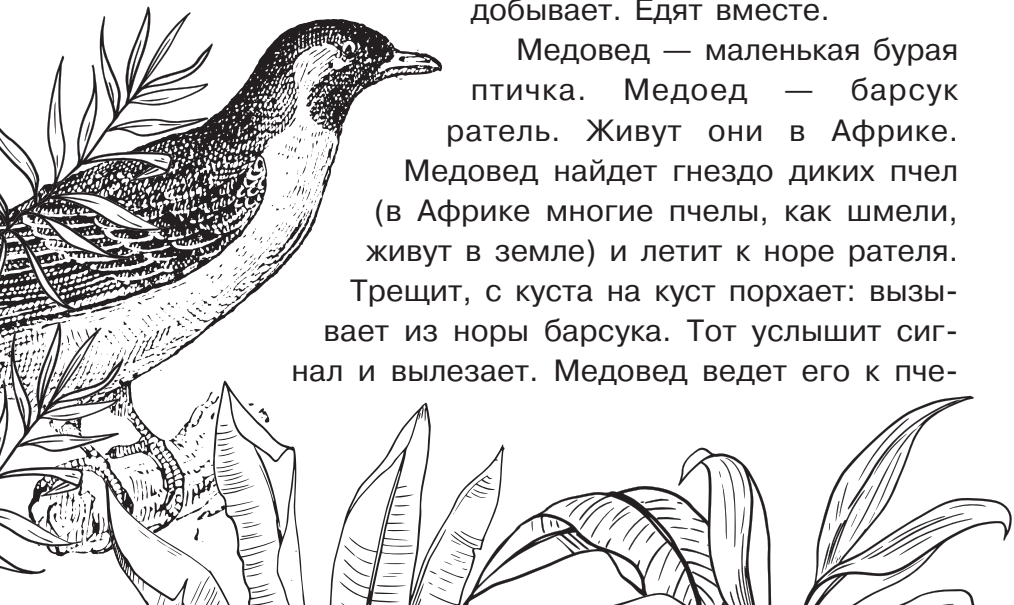 добывает. Едят вместе.
Медовед — маленькая бурая
птичка. Медоед — барсук
ратель. Живут они в Африке.
Медовед найдет гнездо диких пчел
(в Африке многие пчелы, как шмели,
живут в земле) и летит к норе рателя.
Трещит, с куста на куст порхает: вызы-
вает из норы барсука. Тот услышит сиг-
нал и вылезает. Медовед ведет его к пче-